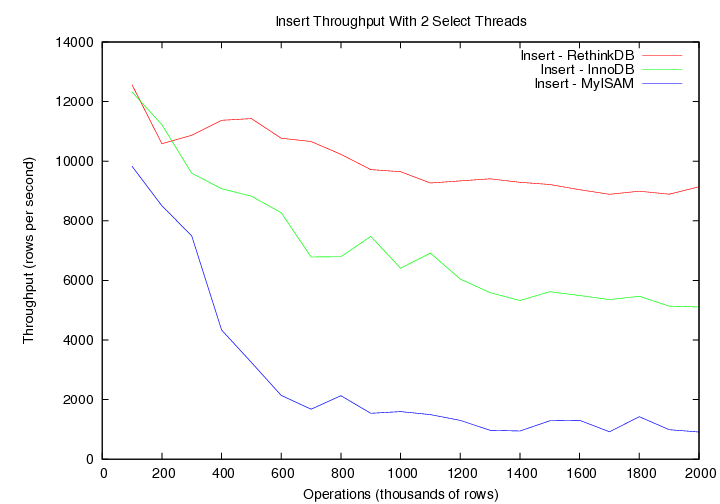 Insert Throughput With 2 Select Threads
14000
12000
10000
8000
6000
4000
2000
0
Throughput (rows per second)
Insert - RethinkDB
Insert - InnoDB
Insert - MyISAM
0 200 400 600 800 1000 1200 1400 1600 1800 2000
Operations (thousands of rows)